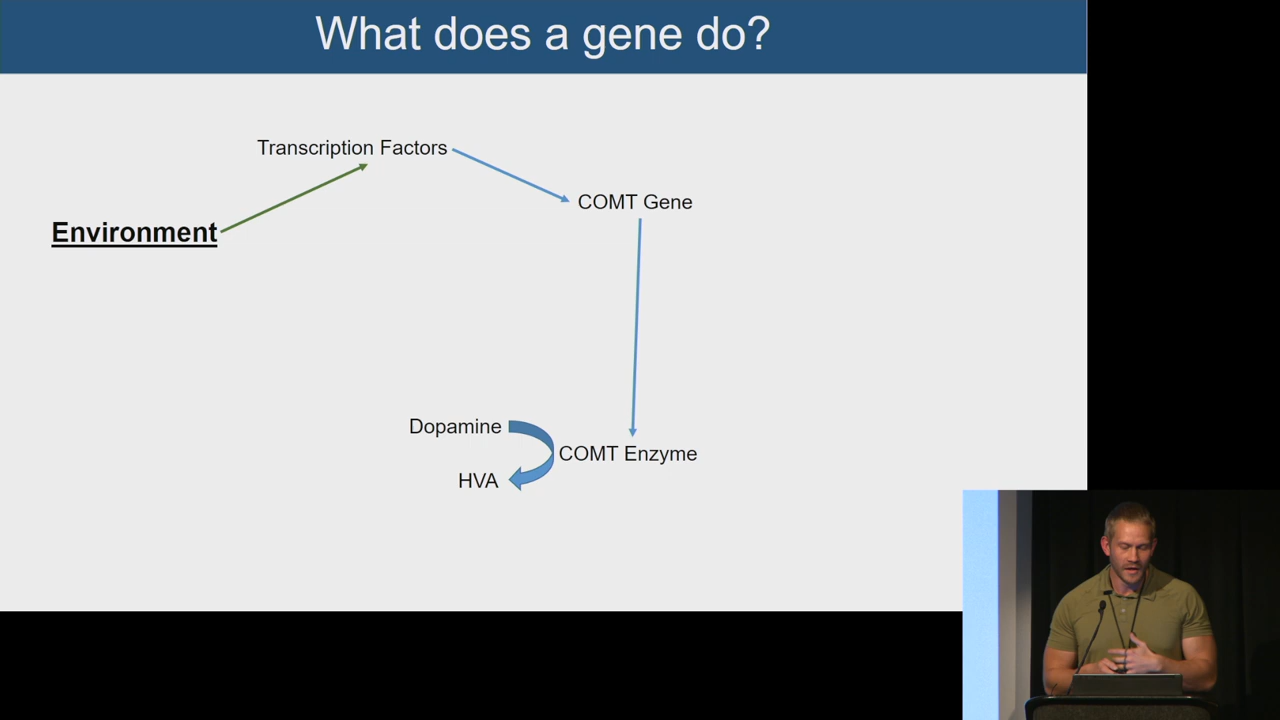 What does a gene do?
Transcription Factors
COMT Gene
Environment
Dopamine
COMT Enzyme
HVA